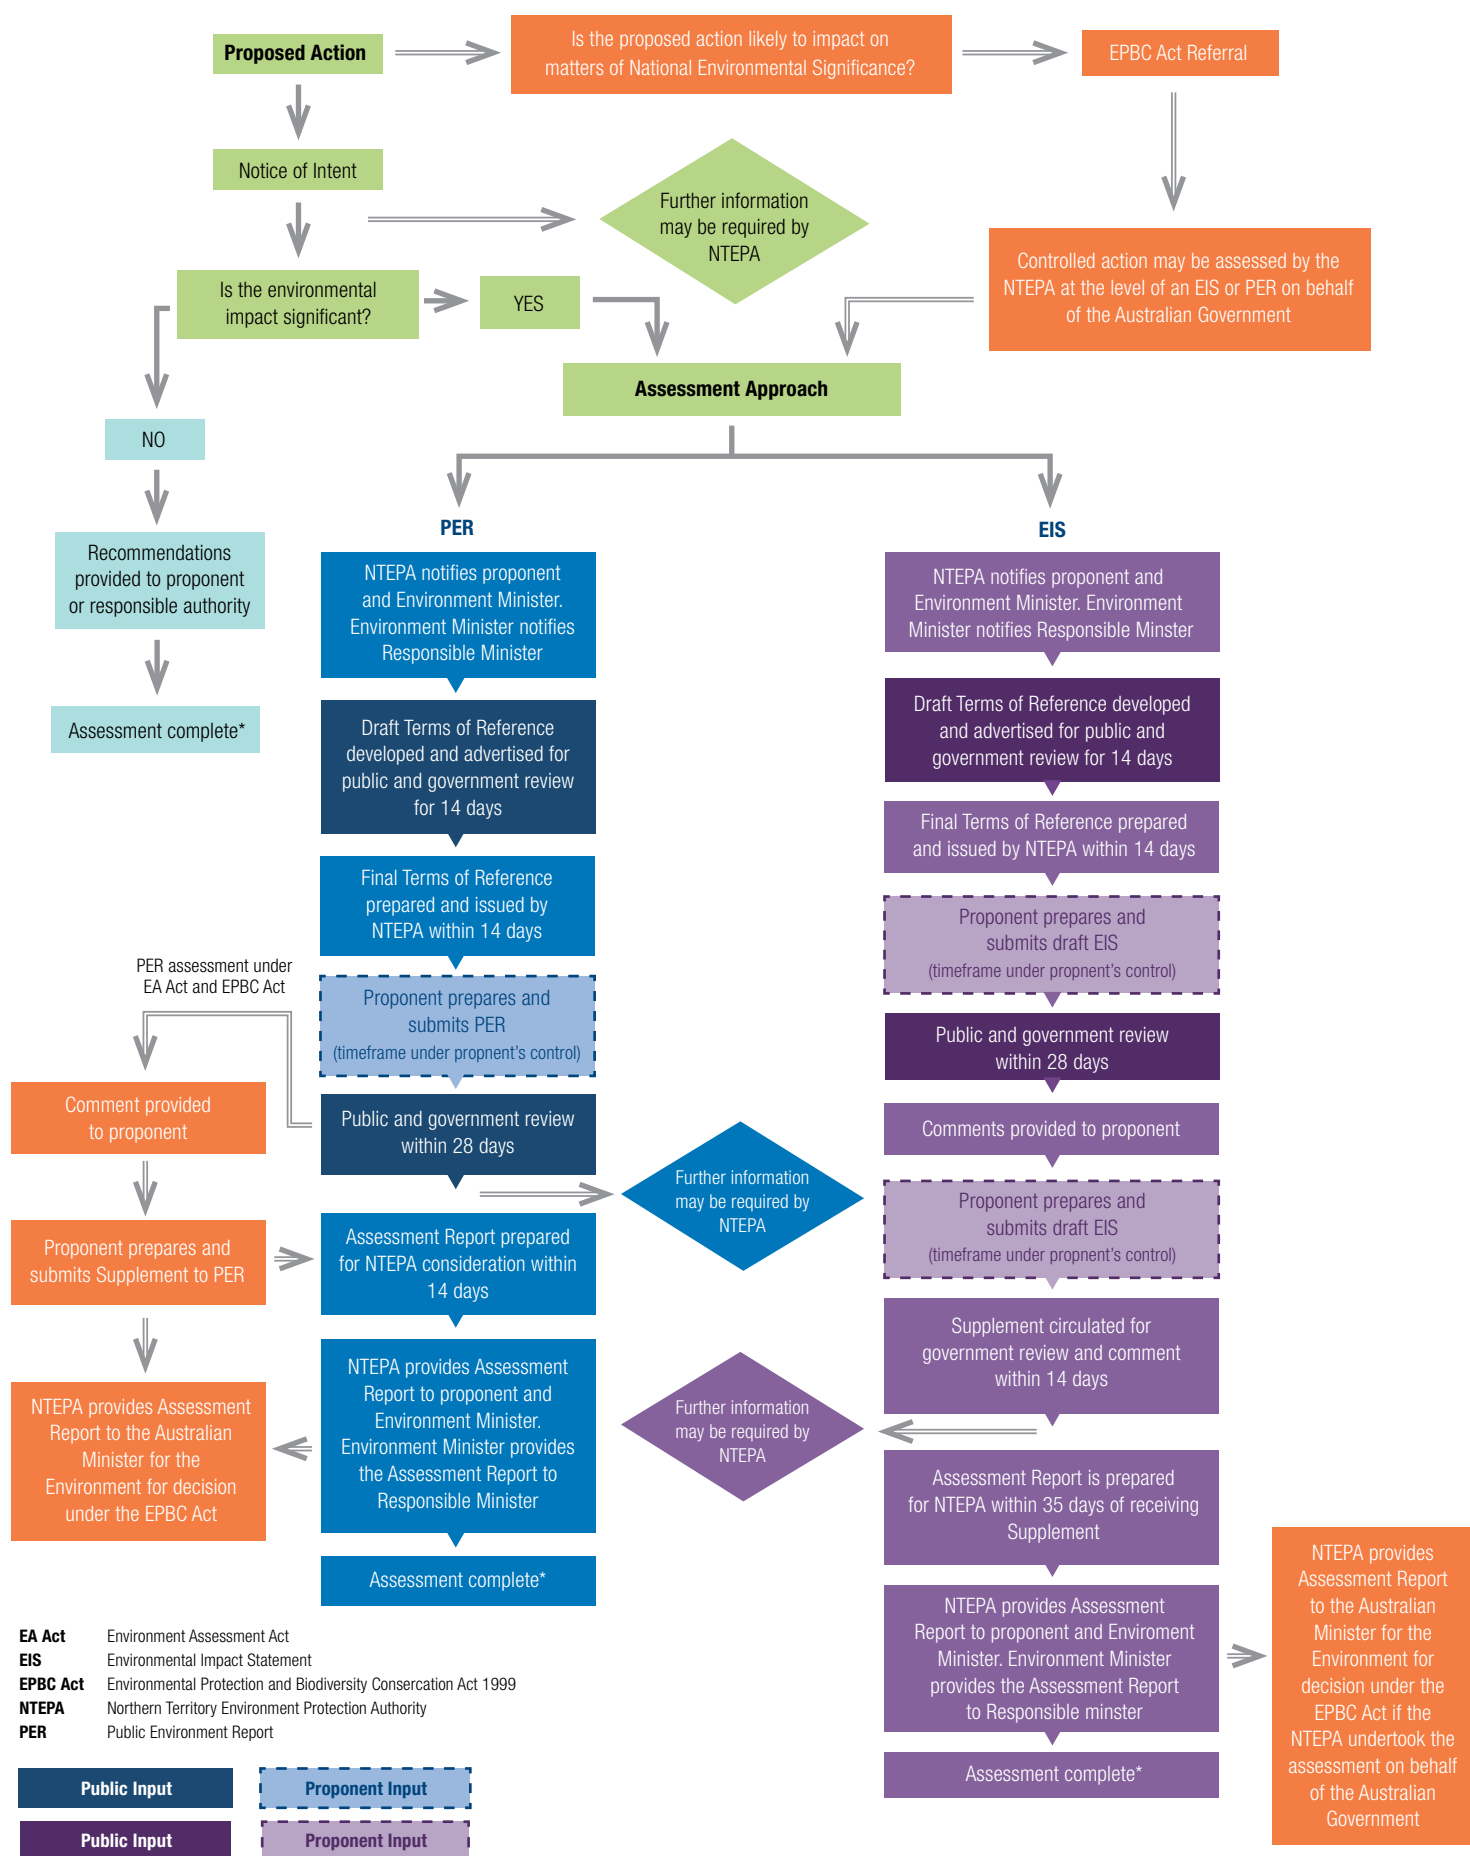 Proposed Action
Is the proposed action likely to impact on
matters of National Environmental Significance?
EPBC Act Referral
Notice of Intent
Further information
may be required by
NTEPA
Controlled action may be assessed by the
NTEPA at the level of an EIS or PER on behalf
of the Australian Government
Is the environmental
impact significant?
YES
Assessment Approach
NO
Recommendations
provided to proponent
or responsible authority
Assessment complete*
PER
NTEPA notifies proponent
and Environment Minister.
Environment Minister notifies
Responsible Minister
Draft Terms of Reference
developed and advertised for
public and government review
for 14 days
Final Terms of Reference
prepared and issued by
NTEPA within 14 days
Proponent prepares and
submits PER
(timeframe under propnent's control)
Public and government review
within 28 days
PER assessment under
EA Act and EPBC Act
Comment provided
to proponent
Proponent prepares and
submits Supplement to PER
NTEPA provides Assessment
Report to the Australian
Minister for the
Environment for decision
under the EPBC Act
Further information
may be required by
NTEPA
Assessment Report prepared
for NTEPA consideration within
14 days
NTEPA provides Assessment
Report to proponent and
Environment Minister.
Environment Minister provides
the Assessment Report to
Responsible Minister
Assessment complete*
EIS
NTEPA notifies proponent and
Environment Minister. Environment
Minister notifies Responsible Minster
Draft Terms of Reference developed
and advertised for public and
government review for 14 days
Final Terms of Reference prepared
and issued by NTEPA within 14 days
Proponent prepares and
submits draft EIS
(timeframe under propnent's control)
Public and government review
within 28 days
Comments provided to proponent
Proponent prepares and
submits draft EIS
(timeframe under propnent's control)
Supplement circulated for
government review and comment
within 14 days
Further information
may be required by
NTEPA
Assessment Report is prepared
for NTEPA within 35 days of receiving
Supplement
NTEPA provides Assessment
Report to proponent and Enviroment
Minister. Environment Minister
provides the Assessment Report
to Responsible minster
Assessment complete*
NTEPA provides
Assessment Report
to the Australian
Minister for the
Environment for
decision under the
EPBC Act if the
NTEPA undertook the
assessment on behalf
of the Australian
Government
EA Act Environment Assessment Act
EIS Environmental Impact Statement
EPBC Act Environmental Protection and Biodiversity Consercation Act 1999
NTEPA Northern Territory Environment Protection Authority
PER Public Environment Report
Public Input
Proponent Input
Public Input
Proponent Input